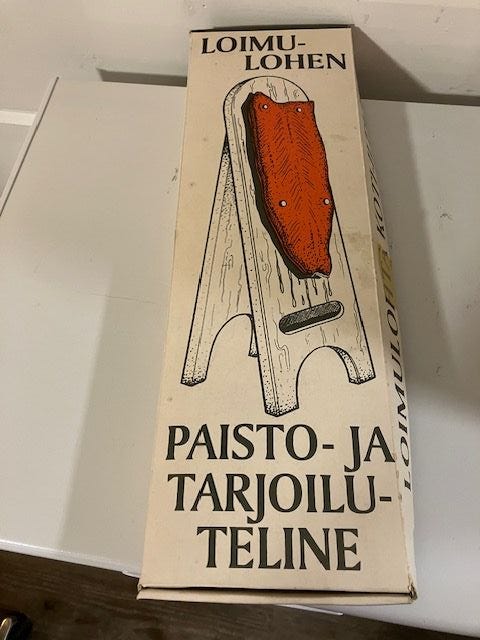 LOIMU-
LOHEN
PAISTO- JA
TARJOILU-
TELINE